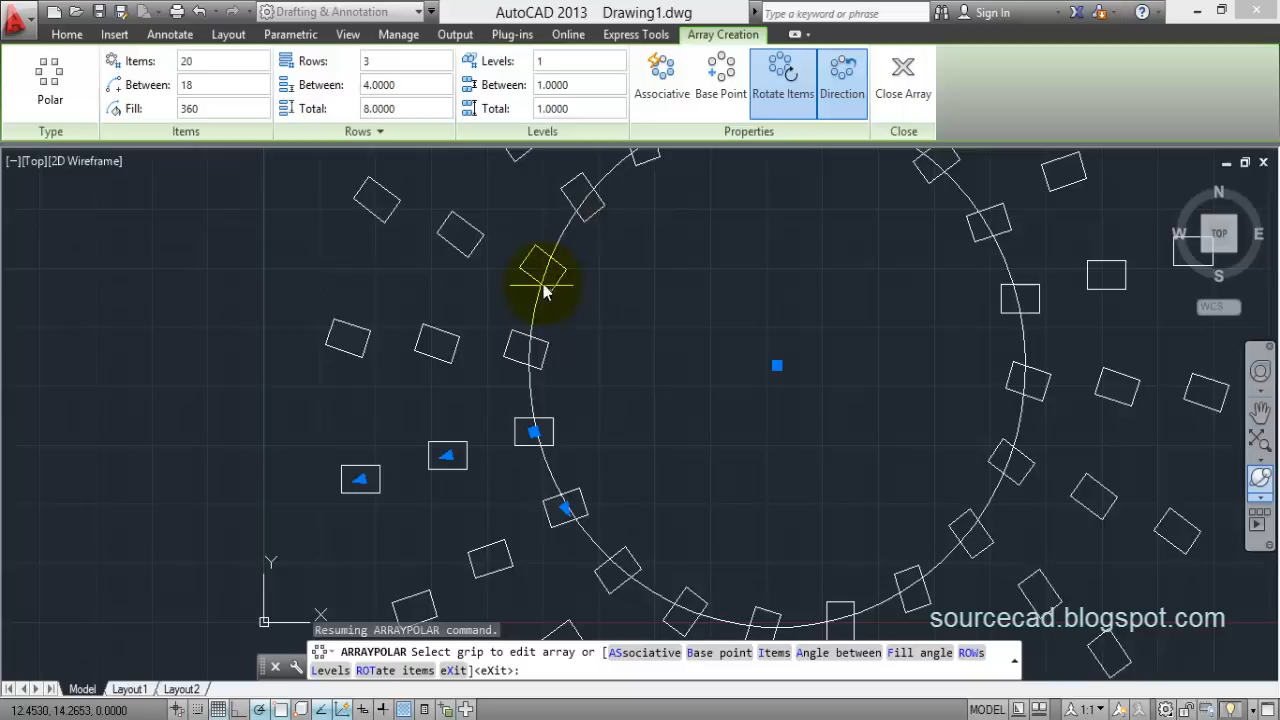 Drafting & Annotation
AutoCAD 2013 Drawing1.dwg
Type a keyword or phrase
Sign In
Home Insert Annotate Layout Parametric View Manage Output Plug-ins Online Express Tools Array Creation
Items: 20 Rows: 3 Levels: 1
Between: 18 Between: 4.0000 Between: 1.0000
Fill: 360 Total: 8.0000 Total: 1.0000
Polar
Associative Base Point Rotate Items Direction Close Array
Type Items Rows Levels Properties Close
[−][Top][2D Wireframe]
N
W TOP E
S
WCS
Y
X
sourcecad.blogspot.com
Resuming ARRAYPOLAR command.
ARRAYPOLAR Select grip to edit array or [ASsociative Base point Items Angle between Fill angle ROWs
Levels ROTate items eXit]<eXit>:
Model Layout1 Layout2
12.4530, 14.2653, 0.0000
MODEL
1:1